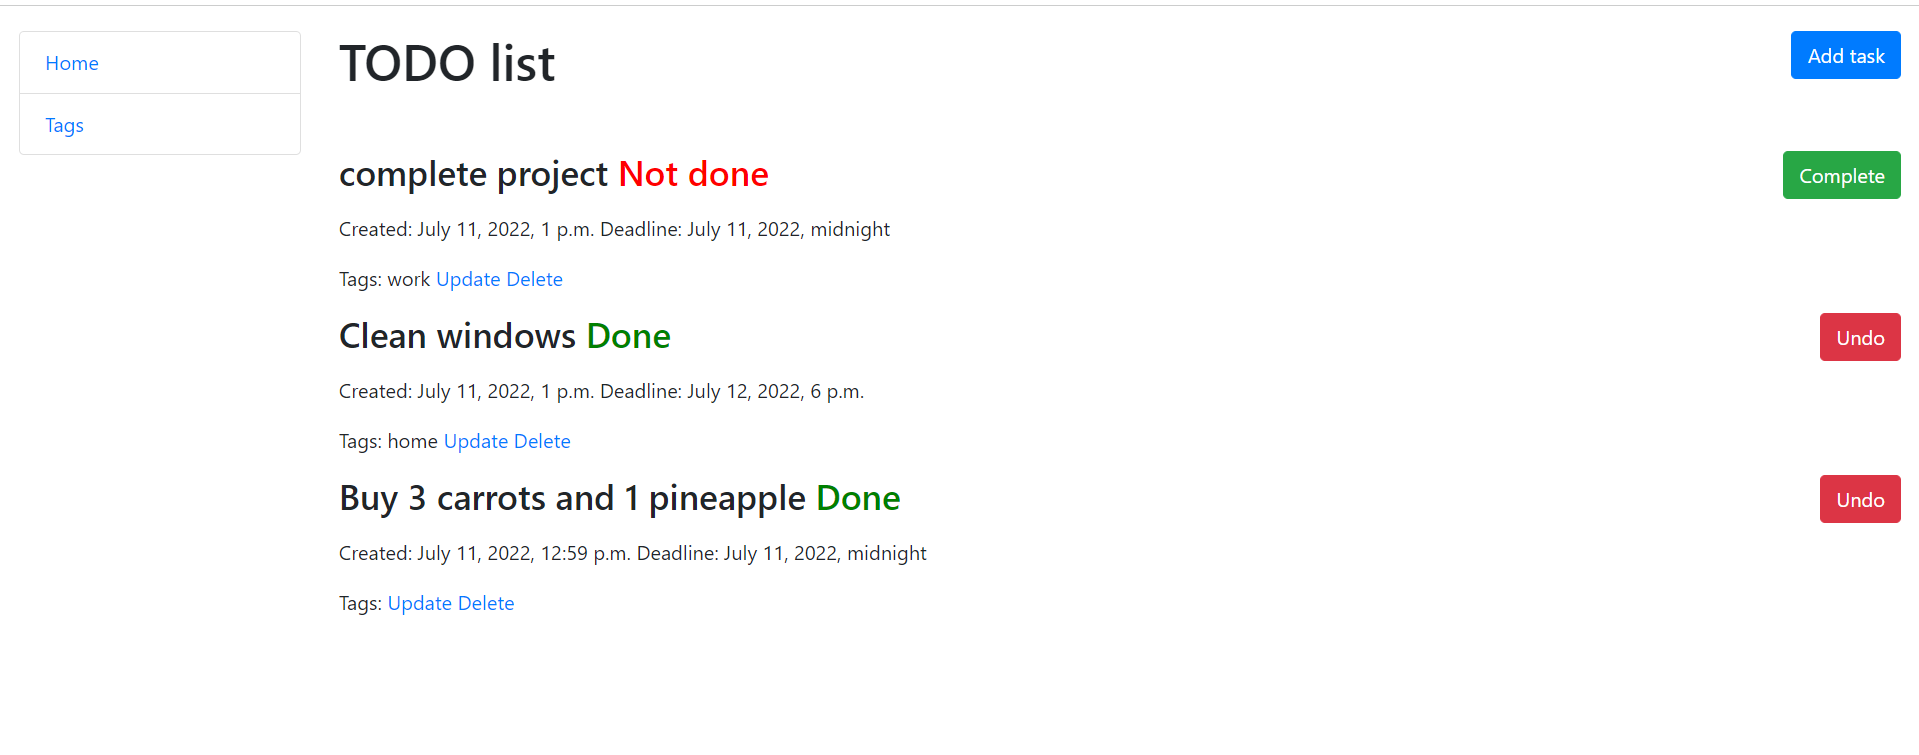 Home
Tags
TODO list
Add task
complete project Not done
Complete
Created: July 11, 2022, 1 p.m. Deadline: July 11, 2022, midnight
Tags: work Update Delete
Clean windows Done
Undo
Created: July 11, 2022, 1 p.m. Deadline: July 12, 2022, 6 p.m.
Tags: home Update Delete
Buy 3 carrots and 1 pineapple Done
Undo
Created: July 11, 2022, 12:59 p.m. Deadline: July 11, 2022, midnight
Tags: Update Delete